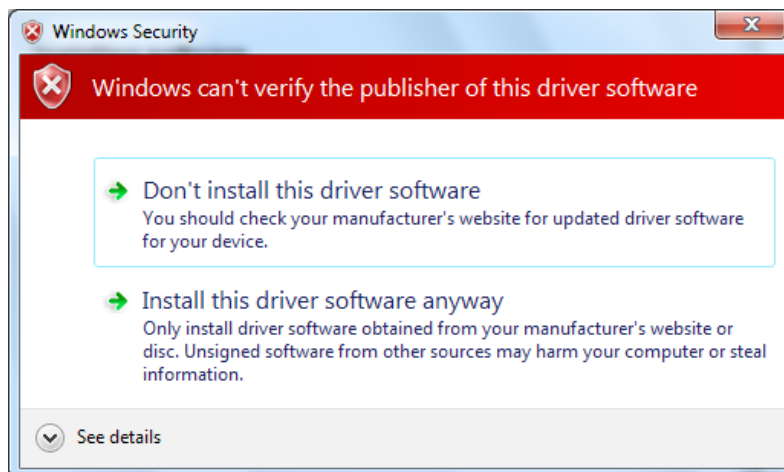 Windows Security
Windows can't verify the publisher of this driver software
Don't install this driver software
You should check your manufacturer's website for updated driver software
for your device.
Install this driver software anyway
Only install driver software obtained from your manufacturer's website or
disc. Unsigned software from other sources may harm your computer or steal
information.
See details